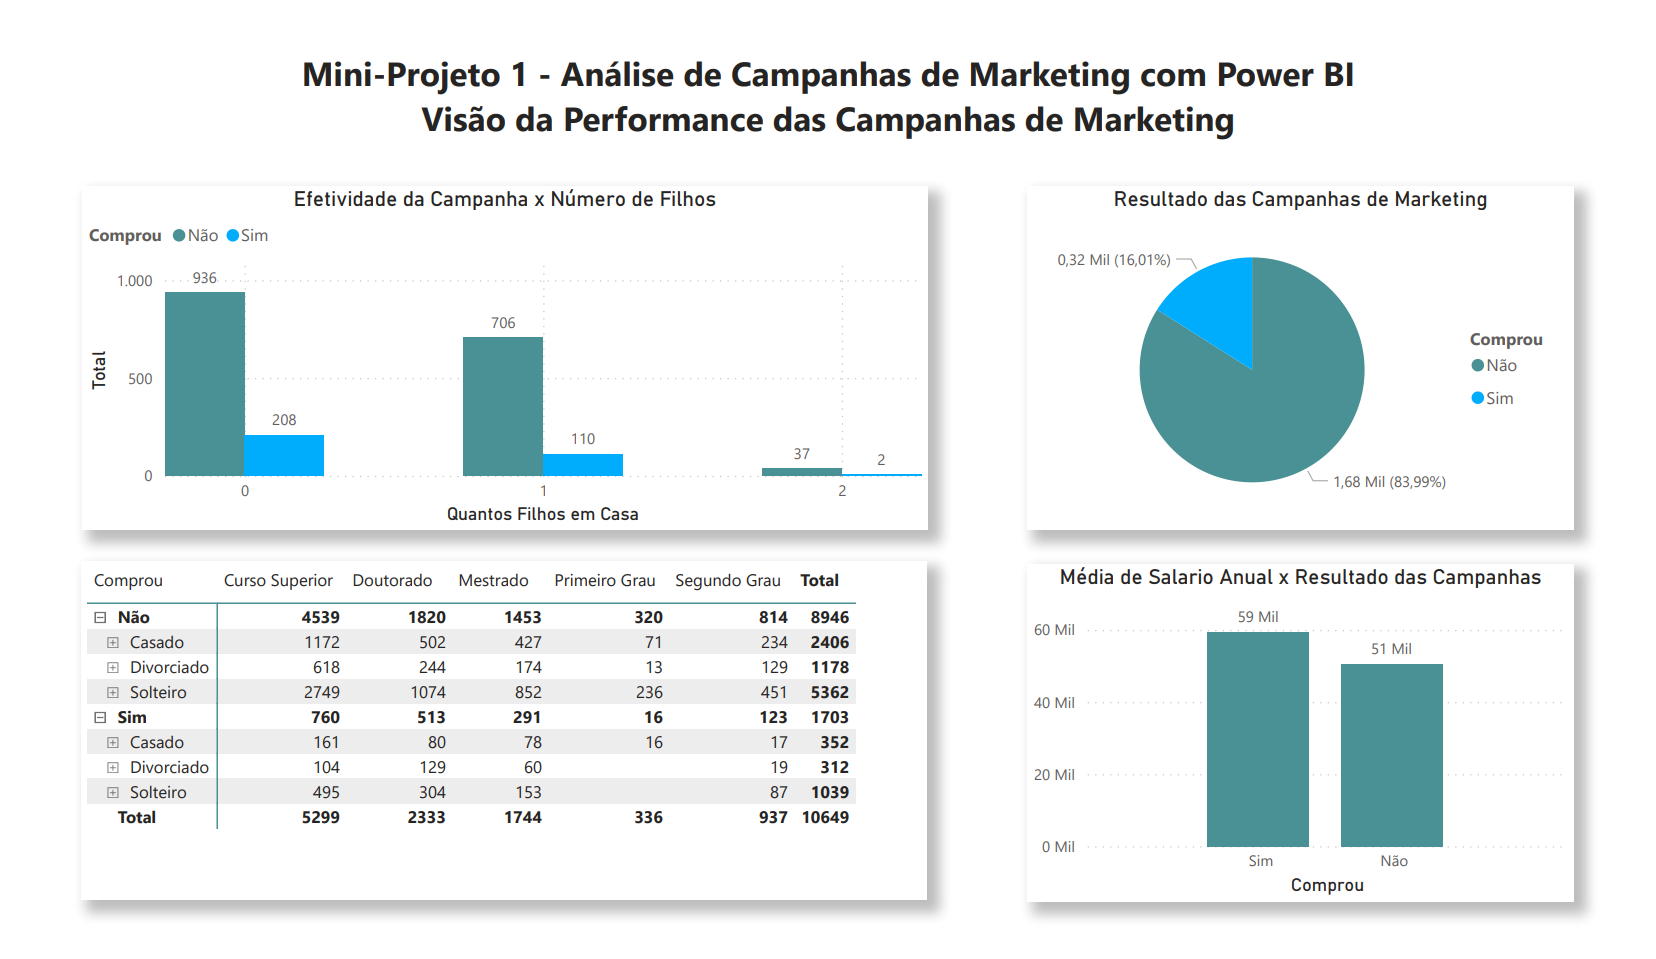 Mini-Projeto 1 - Análise de Campanhas de Marketing com Power BI
Visão da Performance das Campanhas de Marketing
Efetividade da Campanha x Número de Filhos
Comprou Não Sim
Total
1.000
500
0
936
208
706
110
37
2
0 1 2
Quantos Filhos em Casa
Resultado das Campanhas de Marketing
0,32 Mil (16,01%)
1,68 Mil (83,99%)
Comprou
Não
Sim
Comprou Curso Superior Doutorado Mestrado Primeiro Grau Segundo Grau Total
Não 4539 1820 1453 320 814 8946
Casado 1172 502 427 71 234 2406
Divorciado 618 244 174 13 129 1178
Solteiro 2749 1074 852 236 451 5362
Sim 760 513 291 16 123 1703
Casado 161 80 78 16 17 352
Divorciado 104 129 60 19 312
Solteiro 495 304 153 87 1039
Total 5299 2333 1744 336 937 10649
Média de Salario Anual x Resultado das Campanhas
60 Mil
40 Mil
20 Mil
0 Mil
59 Mil
51 Mil
Sim Não
Comprou